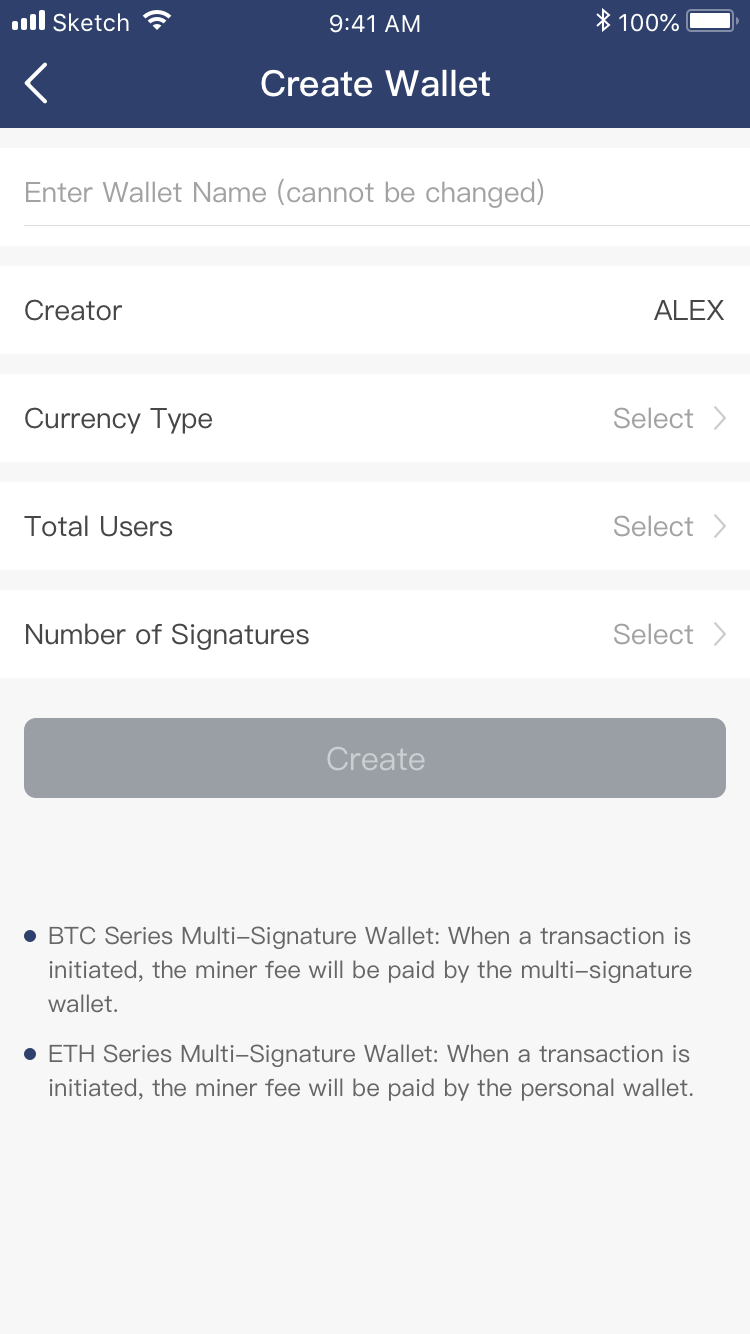 Sketch 9:41 AM 100%
Create Wallet
Enter Wallet Name (cannot be changed)
Creator ALEX
Currency Type Select
Total Users Select
Number of Signatures Select
Create
BTC Series Multi–Signature Wallet: When a transaction is
initiated, the miner fee will be paid by the multi–signature
wallet.
ETH Series Multi–Signature Wallet: When a transaction is
initiated, the miner fee will be paid by the personal wallet.